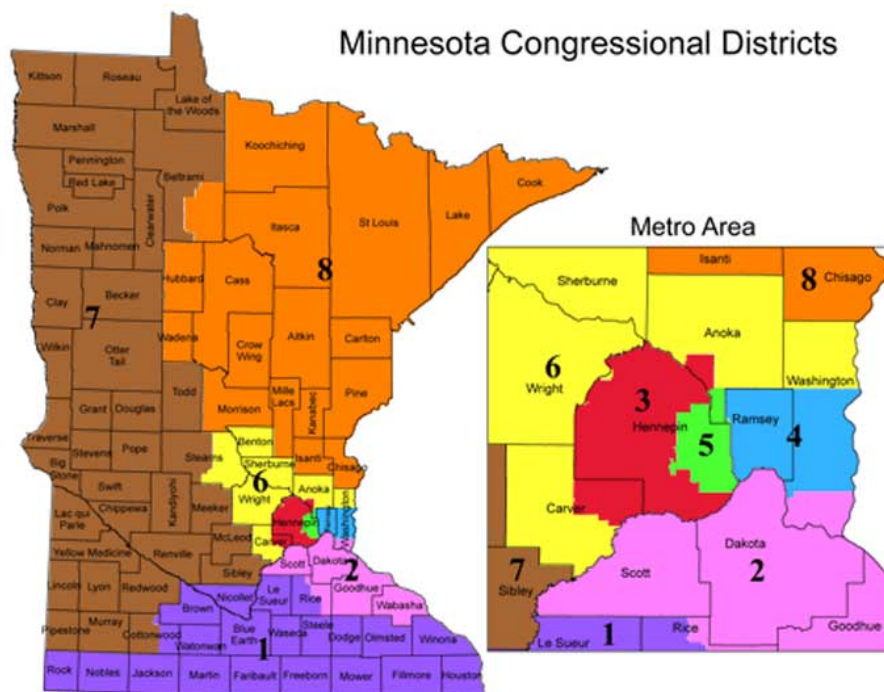 Minnesota Congressional Districts
Kittson
Roseau
Lake of
the Woods
Marshall
Koochiching
Pennington
Red Lake
Beltrami
Cook
Polk
Clearwater
St Louis
Lake
Itasca
Norman
Mahnomen
8
Hubbard
Cass
Clay
Becker
7
Wadena
Aitkin
Carlton
Wilkin
Otter
Tail
Crow
Wing
Todd
Mille
Lacs
Kanabec
Pine
Grant
Douglas
Morrison
Traverse
Stevens
Pope
Stearns
Benton
Big
Stone
Sherburne
Isanti
Chisago
6
Swift
Kandiyohi
Meeker
Wright
Anoka
Washington
Lac qui
Parle
Chippewa
Hennepin
McLeod
Carver
Yellow Medicine
Renville
Scott
Dakota
2
Sibley
Lincoln
Lyon
Redwood
Nicollet
Le
Sueur
Rice
Goodhue
Brown
Wabasha
Pipestone
Murray
Cottonwood
Watonwan
Blue
Earth
Waseca
Steele
Dodge
Olmsted
Winona
1
Rock
Nobles
Jackson
Martin
Faribault
Freeborn
Mower
Fillmore
Houston
Metro Area
Sherburne
Isanti
8
Chisago
Anoka
6
Wright
Washington
3
Hennepin
Ramsey
5
4
Carver
7
Sibley
Scott
Dakota
2
Goodhue
Le Sueur
1
Rice